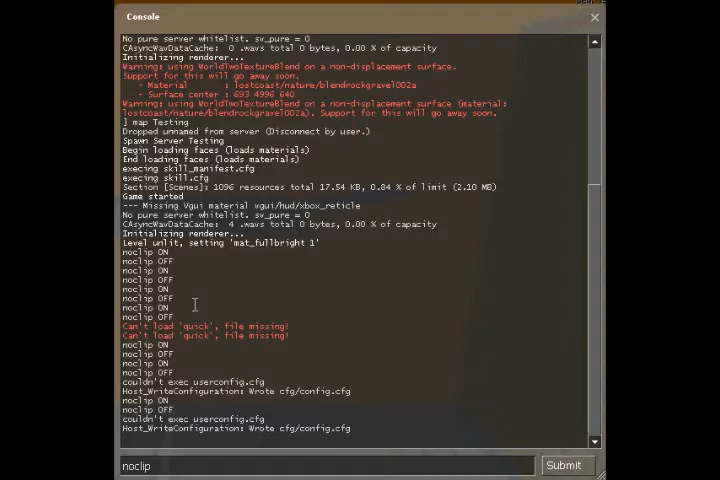 Console
No pure server whitelist. sv_pure = 0
CAsyncWavDataCache:  0 .wavs total 0 bytes, 0.00 % of capacity
Initializing renderer...
Warning: using WorldTwoTextureBlend on a non-displacement surface.
Support for this will go away soon.
   - Material       : lostcoast/nature/blendrockgravel002a
   - Surface center : 693 4996 640
Warning: using WorldTwoTextureBlend on a non-displacement surface (material:
lostcoast/nature/blendrockgravel002a). Support for this will go away soon.
] map Testing
Dropped unnamed from server (Disconnect by user.)
Spawn Server Testing
Begin loading faces (loads materials)
End loading faces (loads materials)
execing skill_manifest.cfg
execing skill.cfg
Section [Scenes]: 1096 resources total 17.54 KB, 0.84 % of limit (2.10 MB)
Game started
--- Missing Vgui material vgui/hud/xbox_reticle
No pure server whitelist. sv_pure = 0
CAsyncWavDataCache:  4 .wavs total 0 bytes, 0.00 % of capacity
Initializing renderer...
Level unlit, setting 'mat_fullbright 1'
noclip ON
noclip OFF
noclip ON
noclip OFF
noclip ON
noclip OFF
noclip ON
noclip OFF
Can't load 'quick', file missing!
Can't load 'quick', file missing!
noclip ON
noclip OFF
noclip ON
noclip OFF
couldn't exec userconfig.cfg
Host_WriteConfiguration: Wrote cfg/config.cfg
noclip ON
noclip OFF
couldn't exec userconfig.cfg
Host_WriteConfiguration: Wrote cfg/config.cfg
noclip
Submit